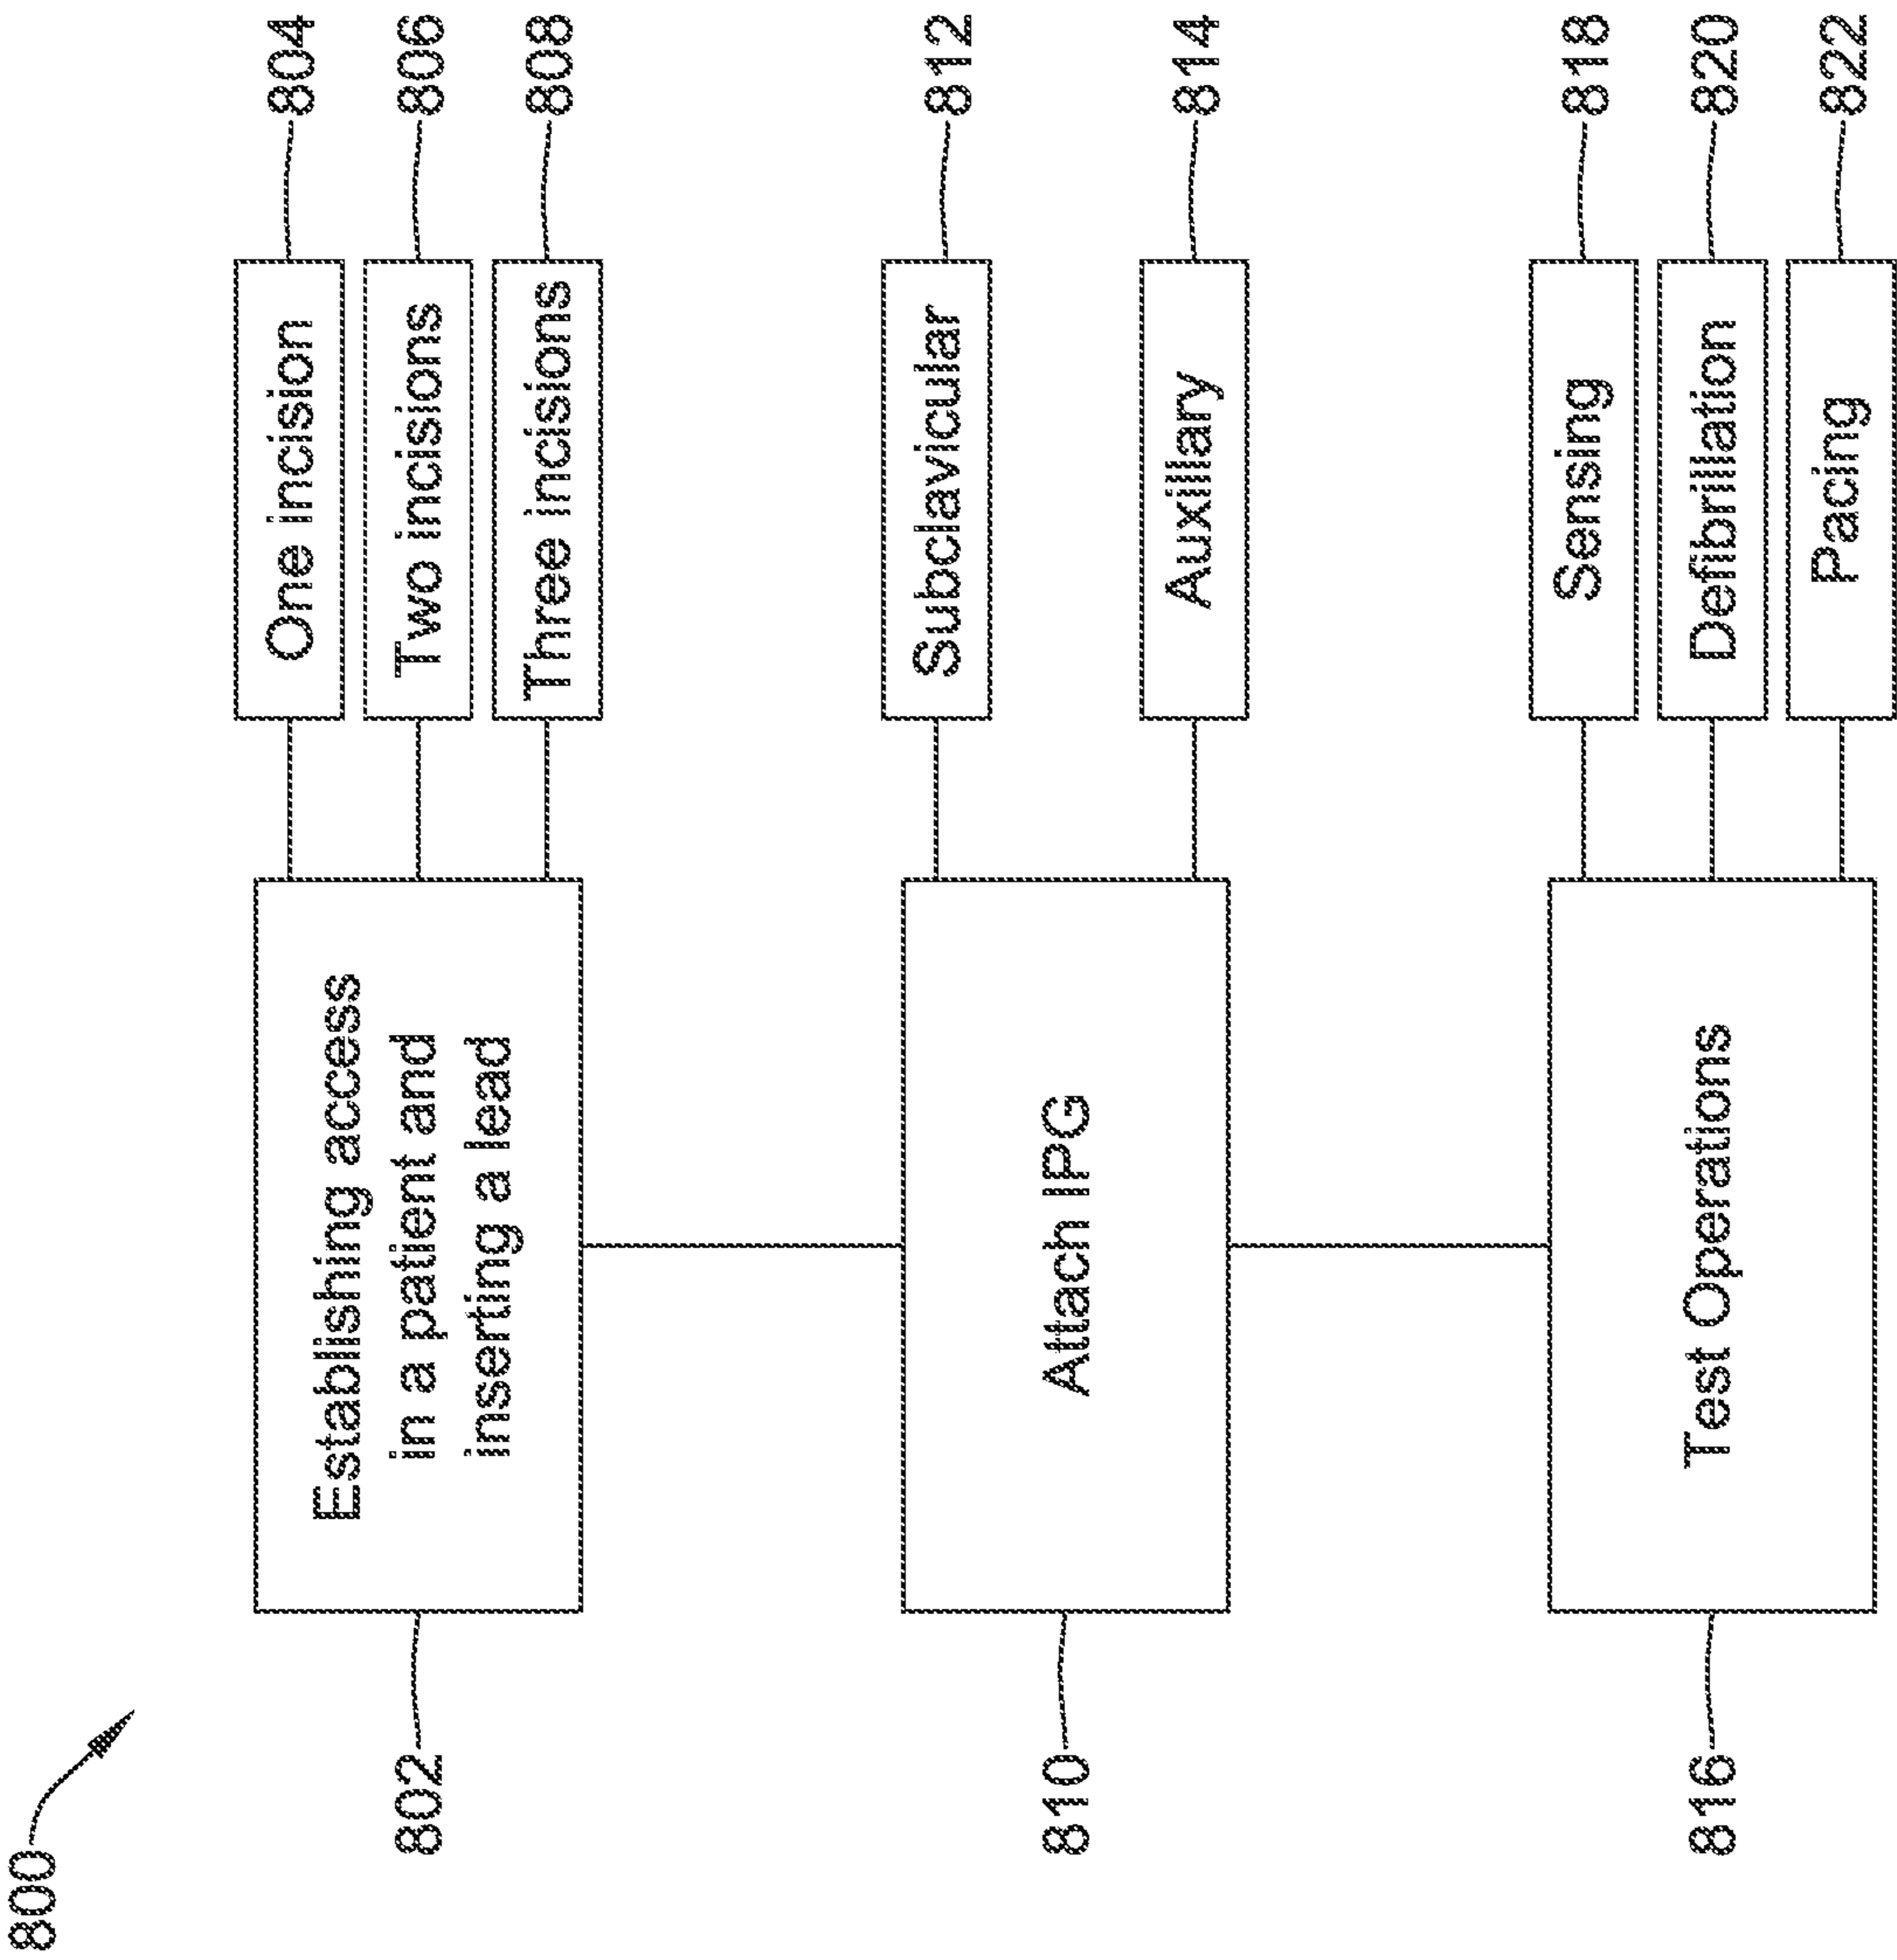 800
802
Establishing access
in a patient and
inserting a lead
One incision
804
Two incisions
806
Three incisions
808
810
Attach IPG
Subclavicular
812
Auxillary
814
816
Test Operations
Sensing
818
Defibrillation
820
Pacing
822